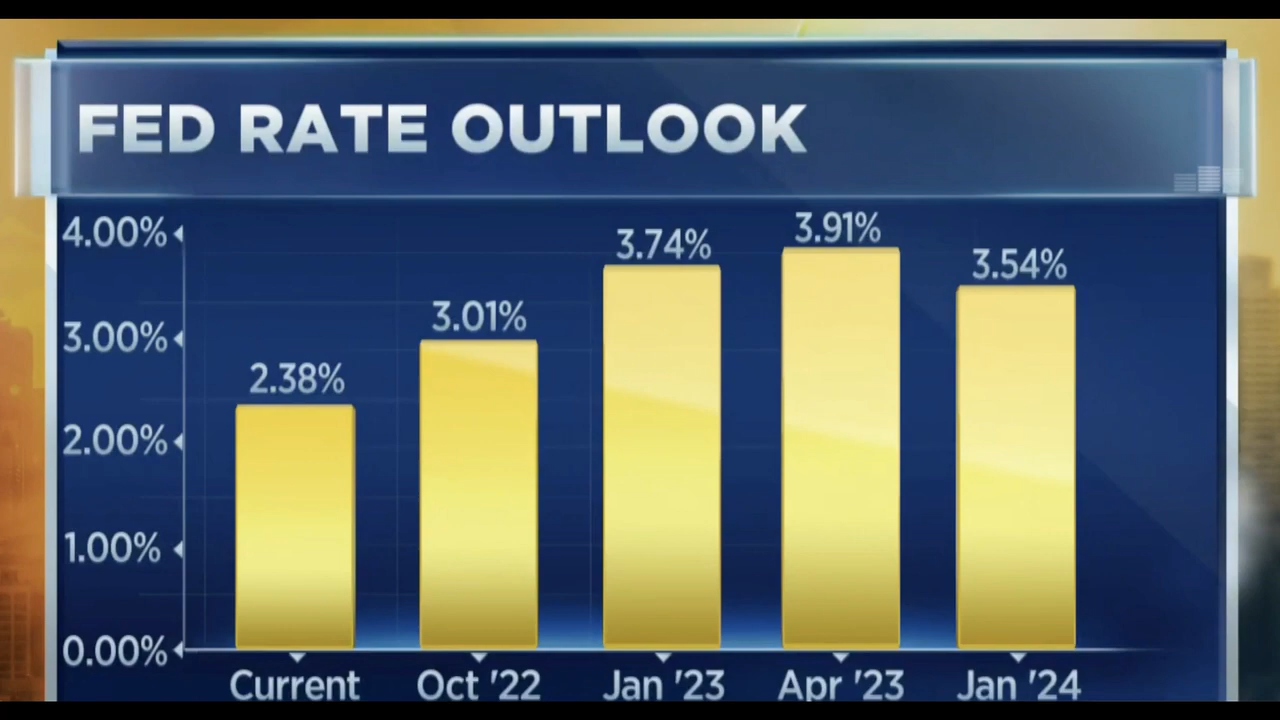 FED RATE OUTLOOK
4.00%
3.00%
2.00%
1.00%
0.00%
2.38%
3.01%
3.74%
3.91%
3.54%
Current
Oct '22
Jan '23
Apr '23
Jan '24